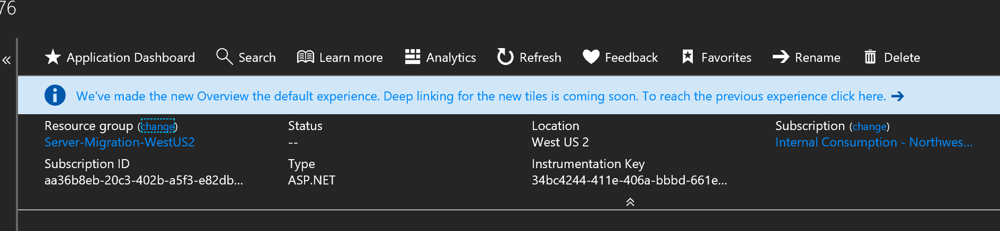 76
Application Dashboard Search Learn more Analytics Refresh Feedback Favorites Rename Delete
We've made the new Overview the default experience. Deep linking for the new tiles is coming soon. To reach the previous experience click here.
Resource group (change) Status Location Subscription (change)
Server-Migration-WestUS2 -- West US 2 Internal Consumption - Northwes...
Subscription ID Type Instrumentation Key
aa36b8eb-20c3-402b-a5f3-e82db... ASP.NET 34bc4244-411e-406a-bbbd-661e...